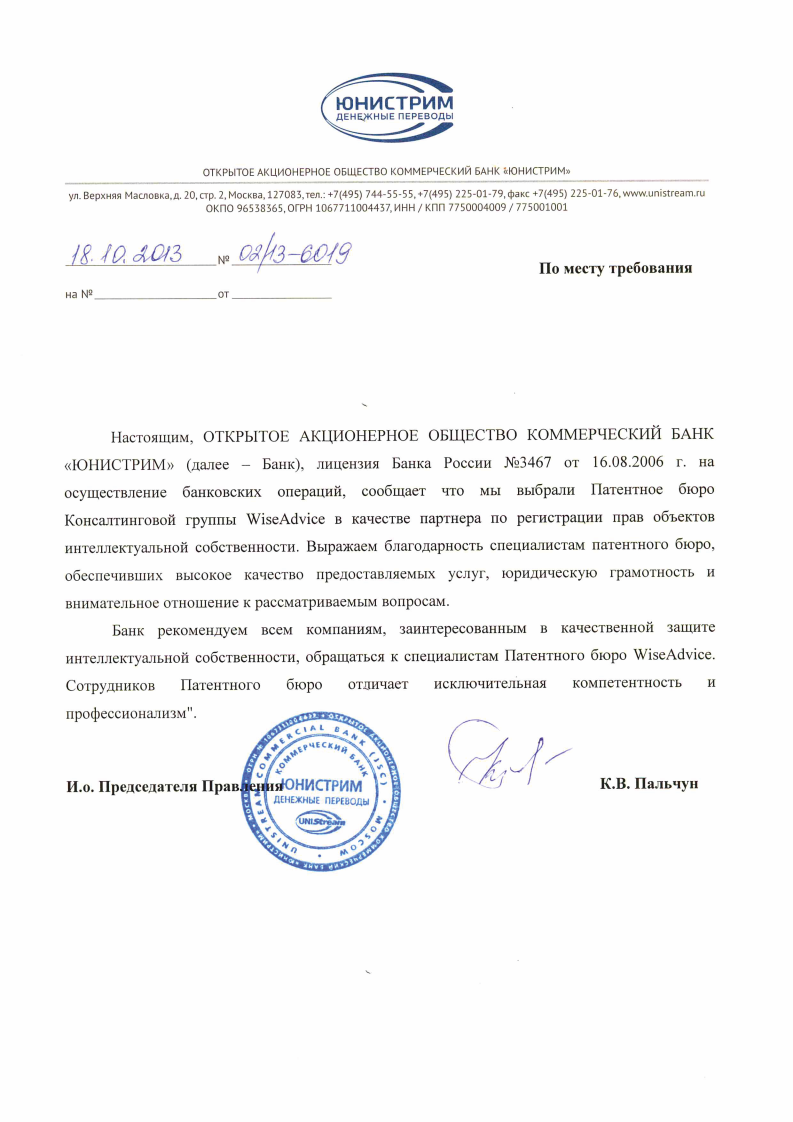 ЮНИСТРИМ
ДЕНЕЖНЫЕ ПЕРЕВОДЫ
ОТКРЫТОЕ АКЦИОНЕРНОЕ ОБЩЕСТВО КОММЕРЧЕСКИЙ БАНК «ЮНИСТРИМ»
ул. Верхняя Масловка, д. 20, стр. 2, Москва, 127083, тел.: +7(495) 744-55-55, +7(495) 225-01-79, факс +7(495) 225-01-76, www.unistream.ru
ОКПО 96538365, ОГРН 1067711004437, ИНН / КПП 7750004009 / 775001001
18.10.2013 № 02/13-6019
По месту требования
на № от
Настоящим, ОТКРЫТОЕ АКЦИОНЕРНОЕ ОБЩЕСТВО КОММЕРЧЕСКИЙ БАНК
«ЮНИСТРИМ» (далее – Банк), лицензия Банка России №3467 от 16.08.2006 г. на
осуществление банковских операций, сообщает что мы выбрали Патентное бюро
Консалтинговой группы WiseAdvice в качестве партнера по регистрации прав объектов
интеллектуальной собственности. Выражаем благодарность специалистам патентного бюро,
обеспечивших высокое качество предоставляемых услуг, юридическую грамотность и
внимательное отношение к рассматриваемым вопросам.
Банк рекомендуем всем компаниям, заинтересованным в качественной защите
интеллектуальной собственности, обращаться к специалистам Патентного бюро WiseAdvice.
Сотрудников Патентного бюро отличает исключительная компетентность и
профессионализм".
И.о. Председателя Правления
К.В. Пальчун
UNISTREAM COMMERCIAL BANK (JSC) • MOSCOW •
КОММЕРЧЕСКИЙ БАНК
ЮНИСТРИМ
ДЕНЕЖНЫЕ ПЕРЕВОДЫ
UNIStream